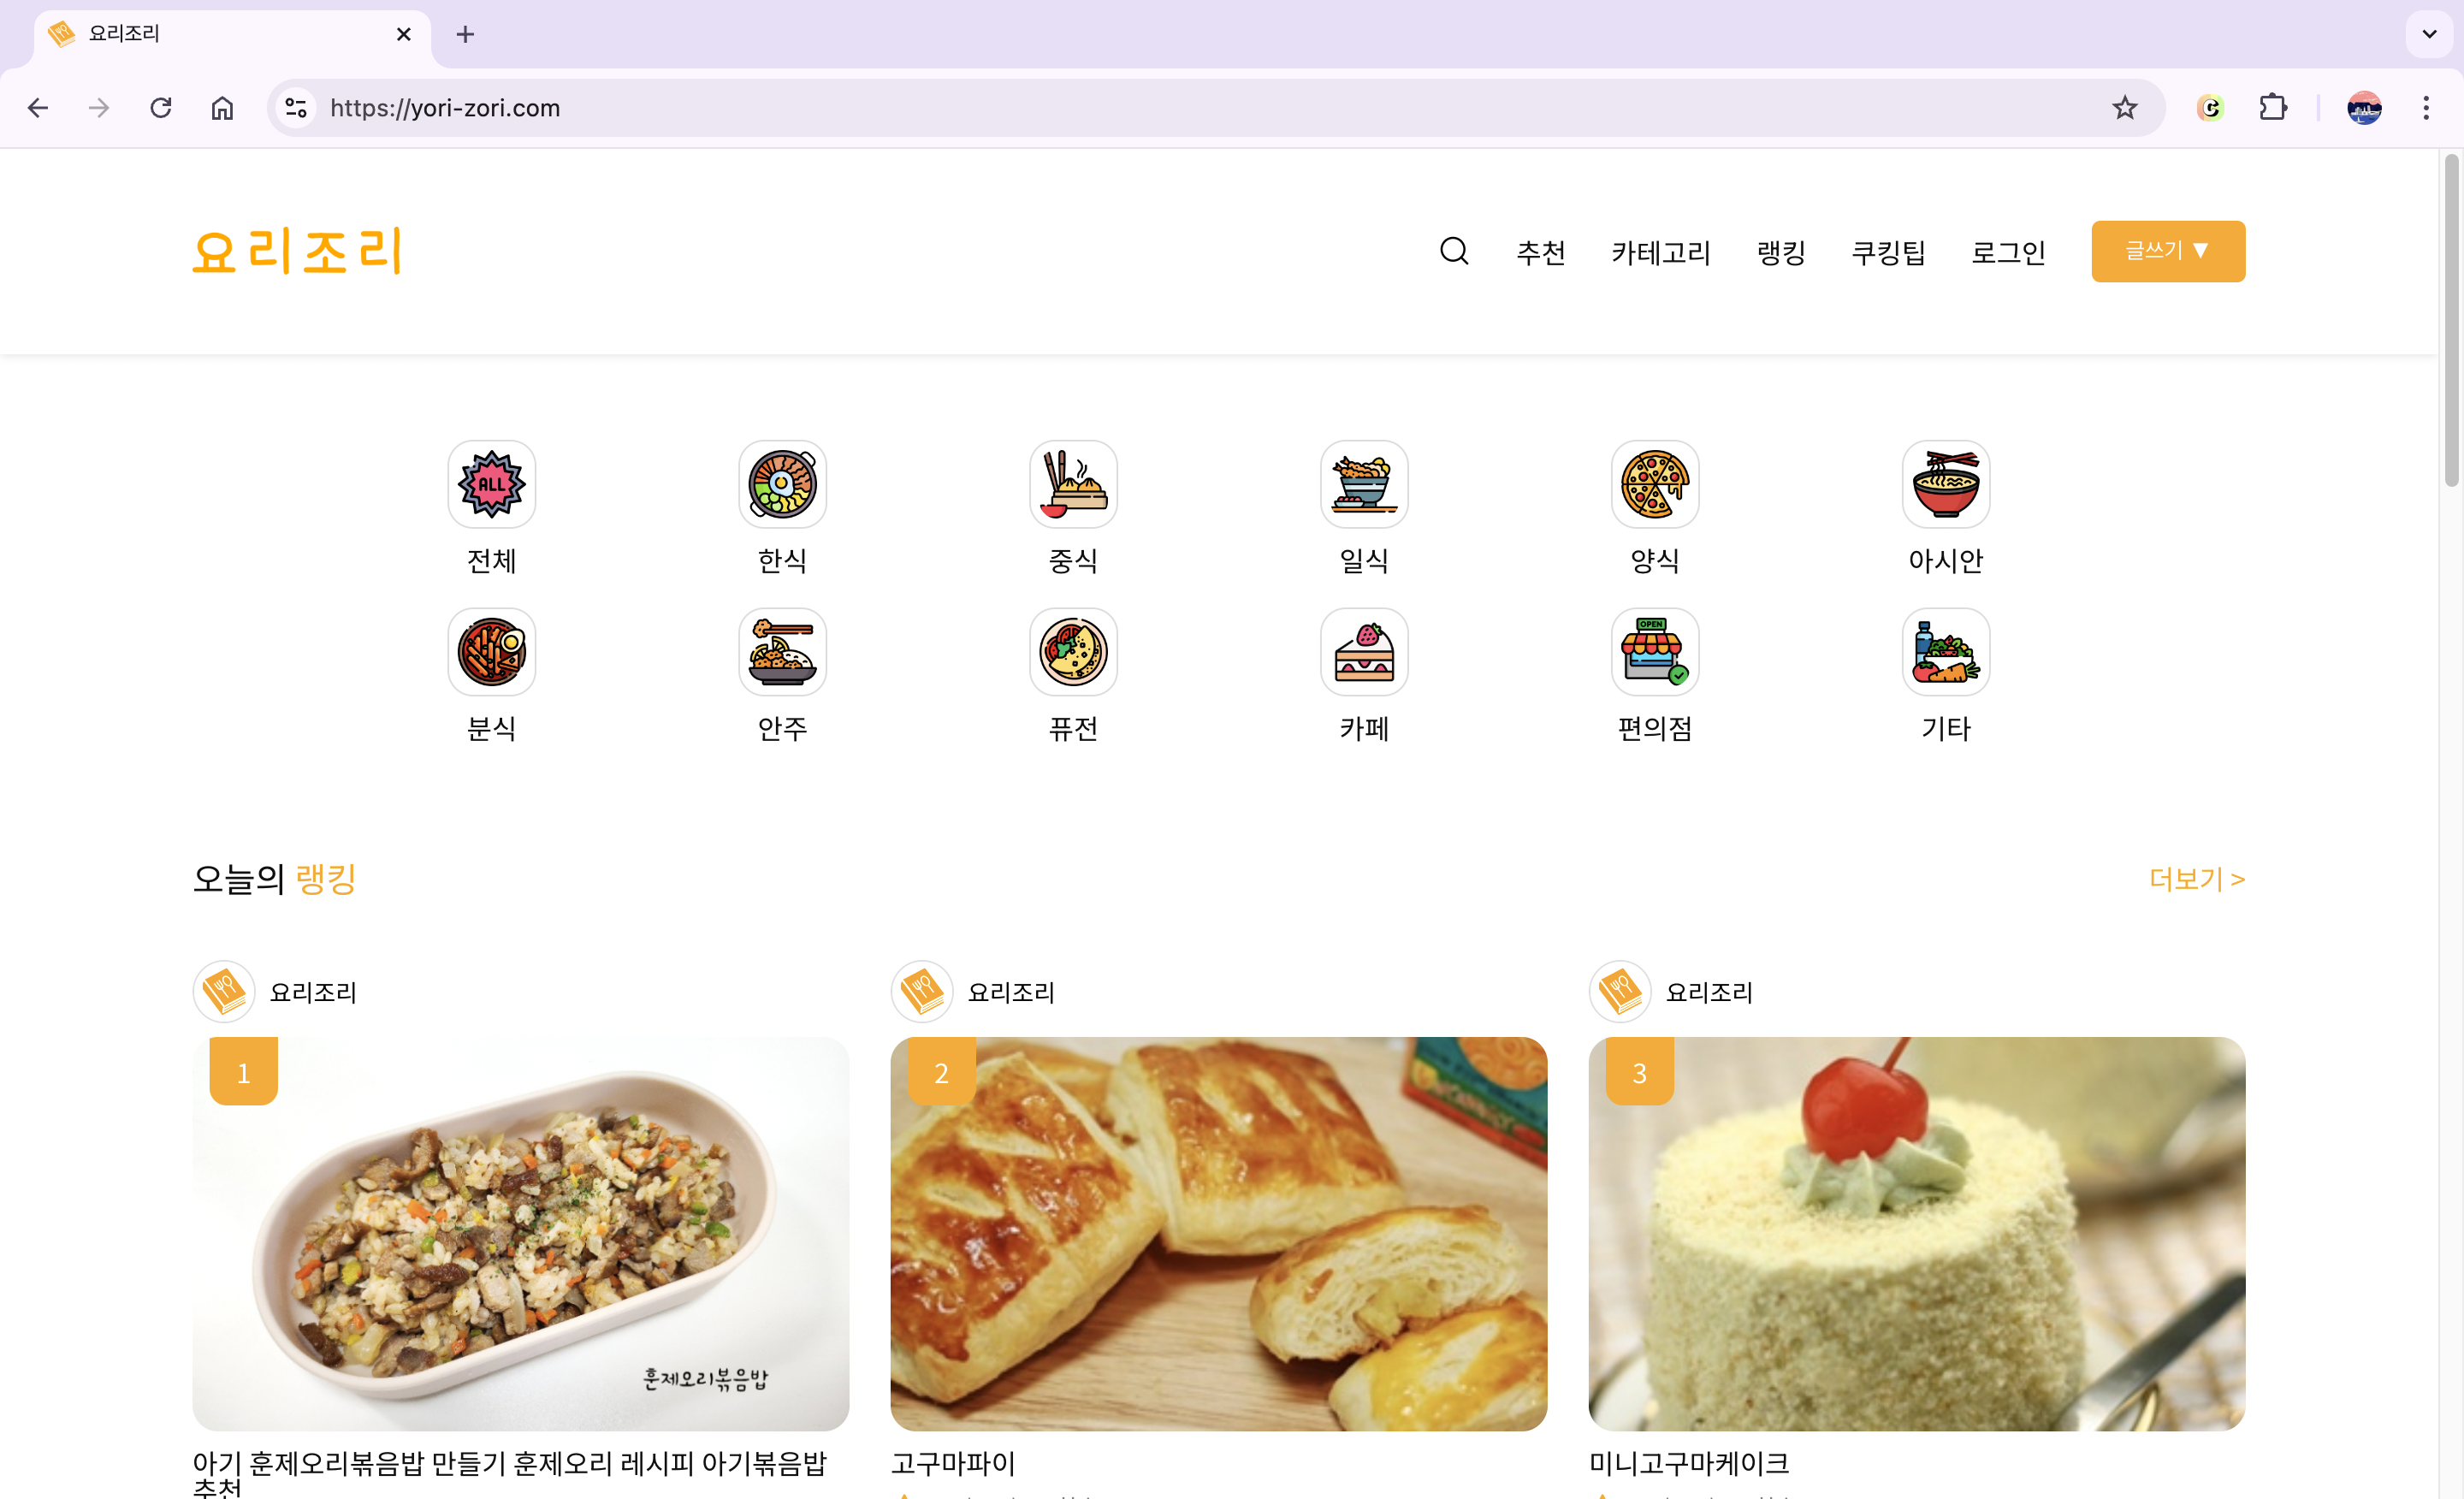 요리조리
https://yori-zori.com
요리조리
추천 카테고리 랭킹 쿠킹팁 로그인 글쓰기 ▼
ALL
전체 한식 중식 일식 양식 아시안
OPEN
분식 안주 퓨전 카페 편의점 기타
오늘의 랭킹 더보기 >
요리조리 요리조리 요리조리
1 2 3
훈제오리볶음밥
아기 훈제오리볶음밥 만들기 훈제오리 레시피 아기볶음밥 추천
고구마파이
미니고구마케이크